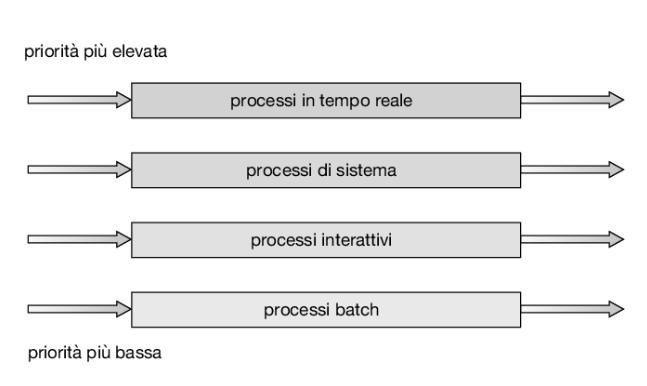 priorità più elevata
processi in tempo reale
processi di sistema
processi interattivi
processi batch
priorità più bassa